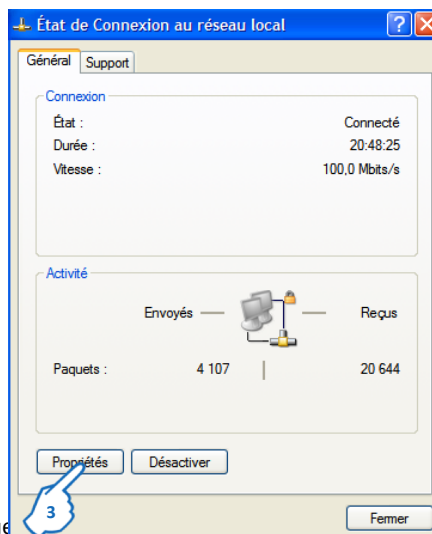 État de Connexion au réseau local
Général Support
Connexion
État : Connecté
Durée : 20:48:25
Vitesse : 100,0 Mbits/s
Activité
Envoyés Reçus
Paquets : 4 107 20 644
Propriétés Désactiver
3
Fermer